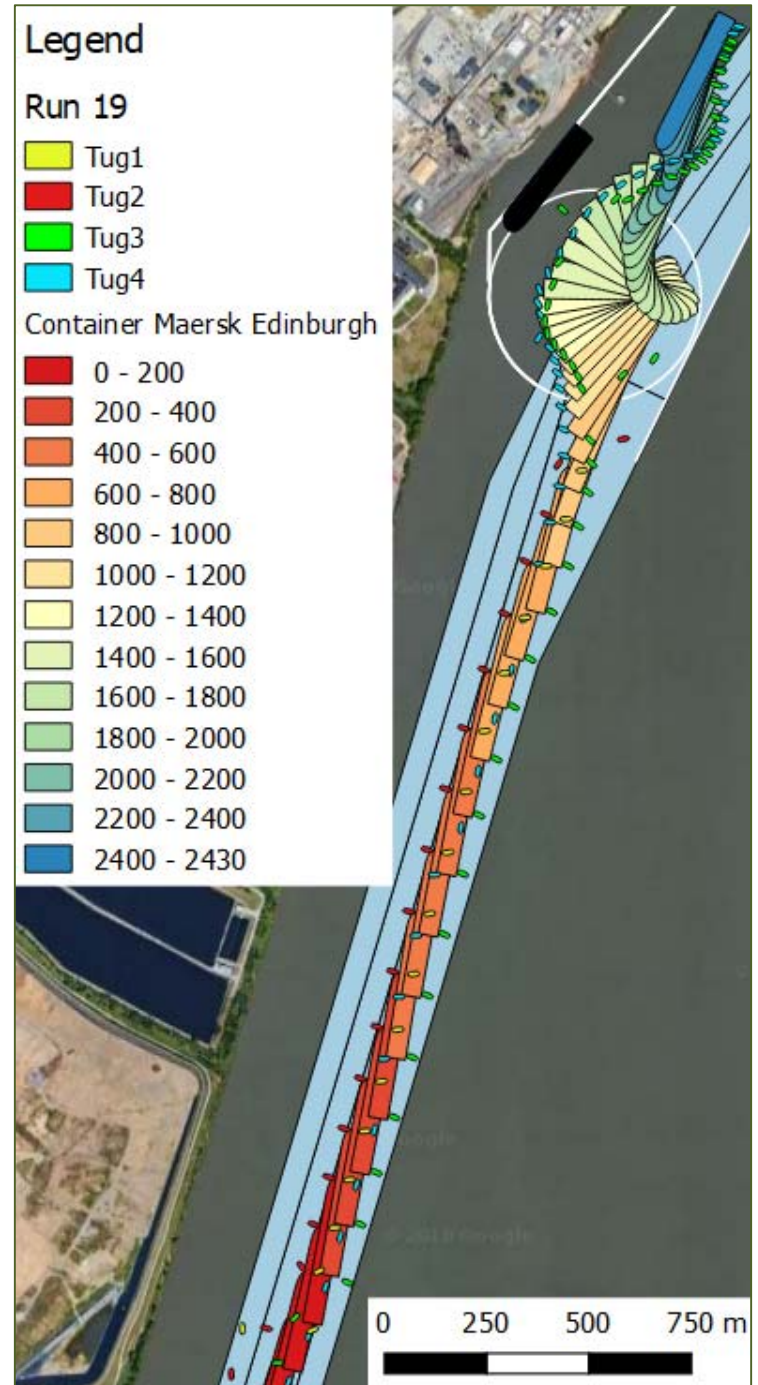 Legend
Run 19
Tug1
Tug2
Tug3
Tug4
Container Maersk Edinburgh
0 - 200
200 - 400
400 - 600
600 - 800
800 - 1000
1000 - 1200
1200 - 1400
1400 - 1600
1600 - 1800
1800 - 2000
2000 - 2200
2200 - 2400
2400 - 2430
0 250 500 750 m